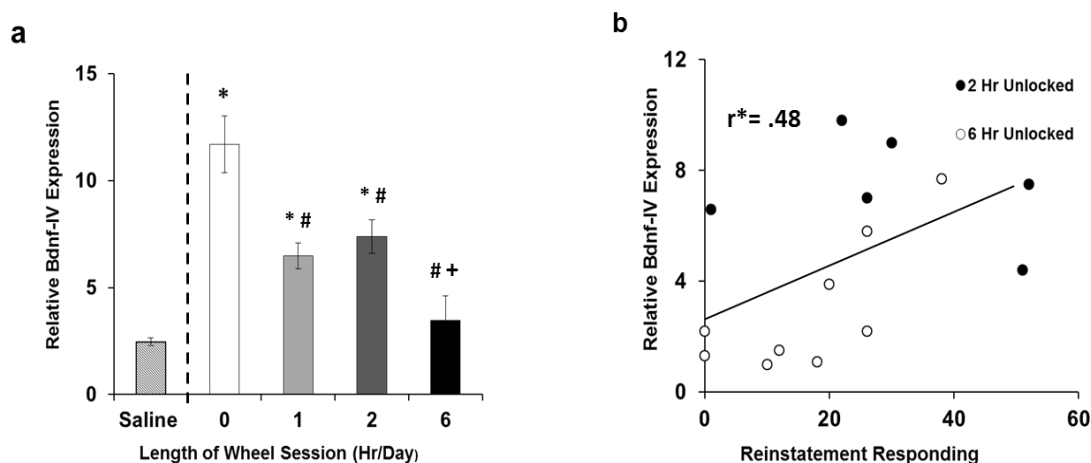 a
Relative Bdnf-IV Expression
15
10
5
0
*
* #
* #
# +
Saline
0
1
2
6
Length of Wheel Session (Hr/Day)
b
Relative Bdnf-IV Expression
12
8
4
0
r*= .48
2 Hr Unlocked
6 Hr Unlocked
0
20
40
60
Reinstatement Responding